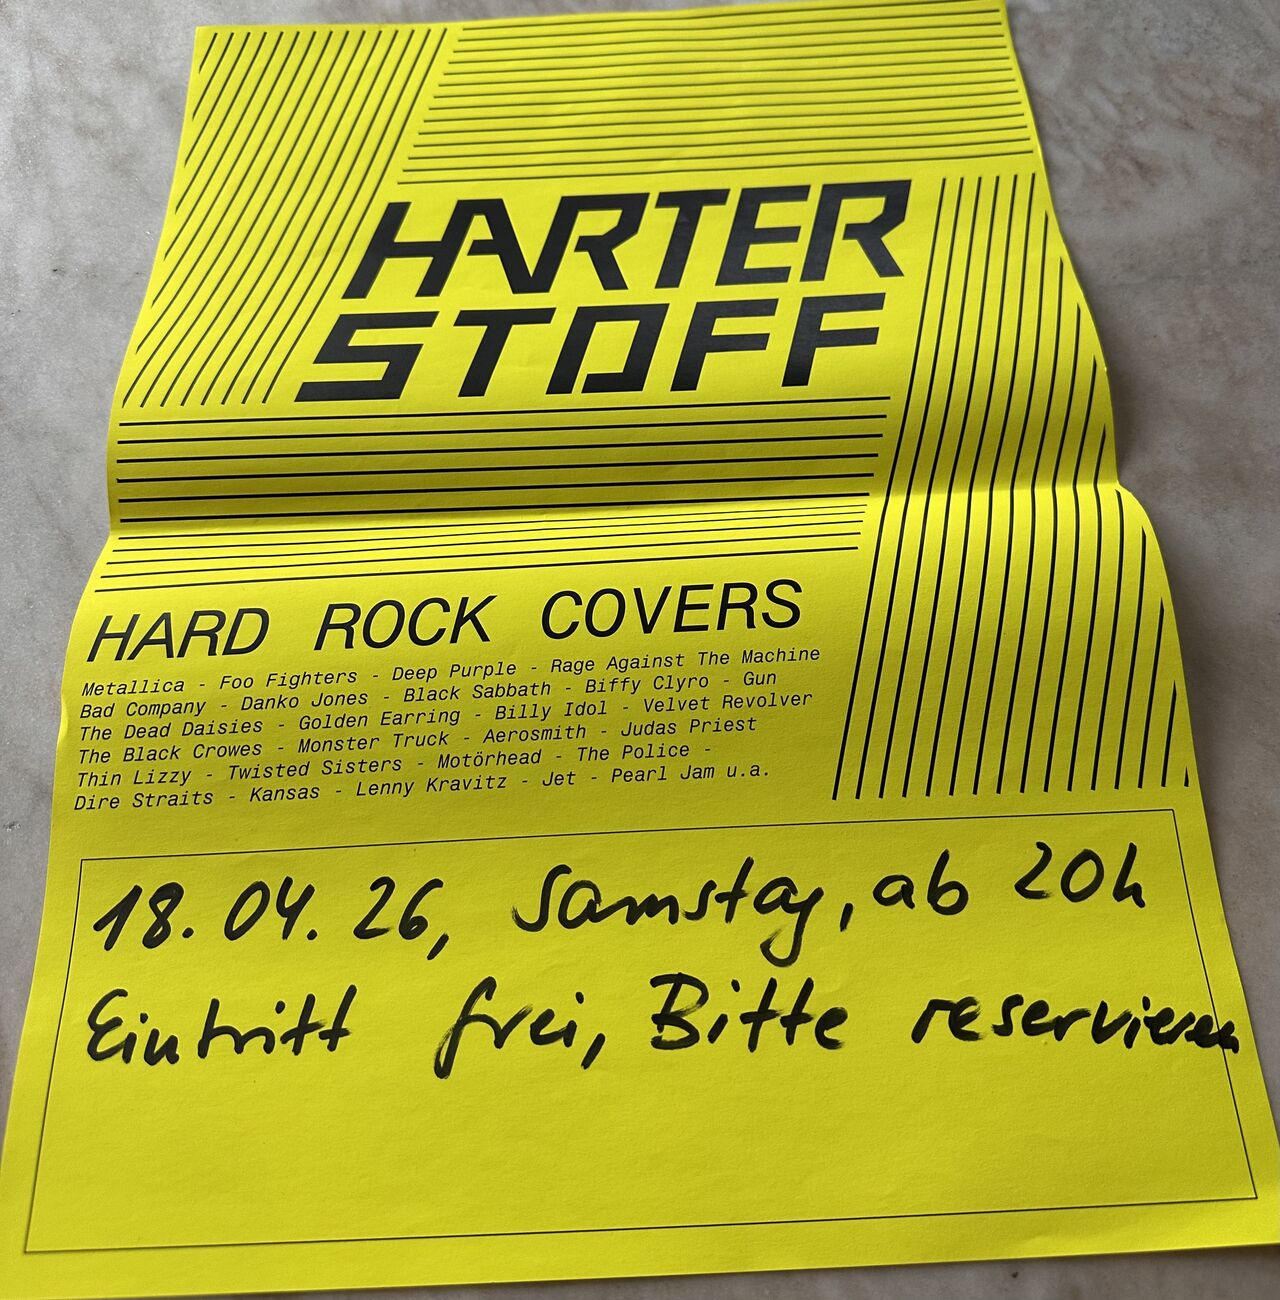 HARTER
STOFF
HARD ROCK COVERS
Metallica - Foo Fighters - Deep Purple - Rage Against The Machine
Bad Company - Danko Jones - Black Sabbath - Biffy Clyro - Gun
The Dead Daisies - Golden Earring - Billy Idol - Velvet Revolver
The Black Crowes - Monster Truck - Aerosmith - Judas Priest
Thin Lizzy - Twisted Sisters - Motörhead - The Police -
Dire Straits - Kansas - Lenny Kravitz - Jet - Pearl Jam u.a.
18.04.26, Samstag, ab 20h
Eintritt frei, Bitte reservieren